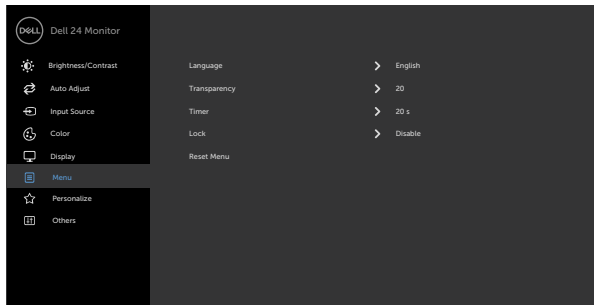 DELL Dell 24 Monitor
Brightness/Contrast Language English
Auto Adjust Transparency 20
Input Source Timer 20 s
Color Lock Disable
Display Reset Menu
Menu
Personalize
Others